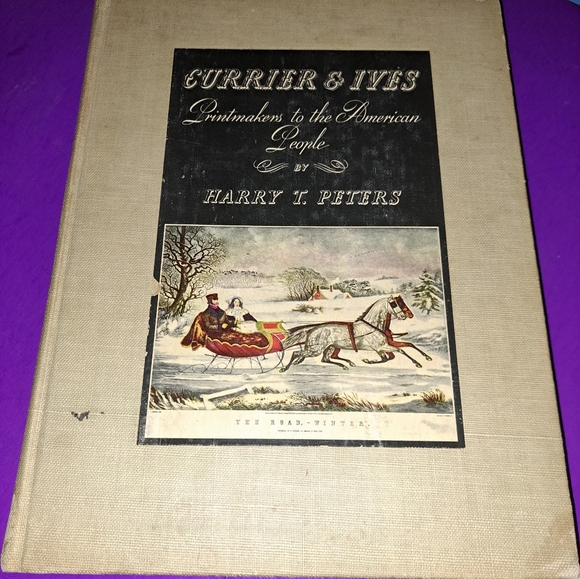 CURRIER & IVES
Printmakers to the American
People
BY
HARRY T. PETERS
THE ROAD,-WINTER.